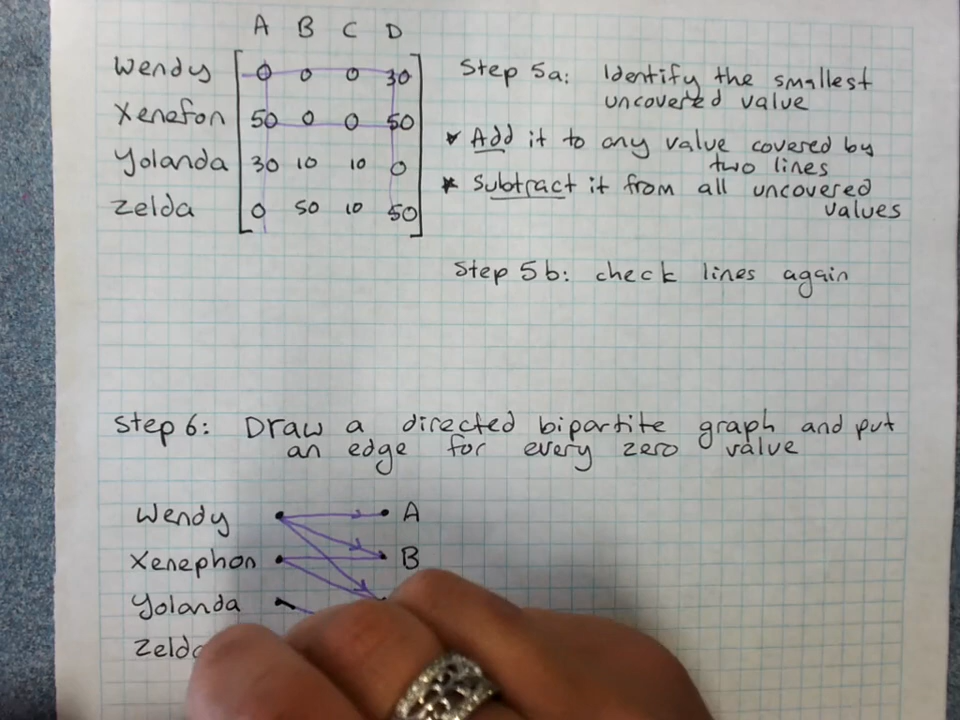 A B C D
Wendy 0 0 0 30
Xenefon 50 0 0 50
Yolanda 30 10 10 0
Zelda 0 50 10 50
Step 5a: Identify the smallest
uncovered value
* Add it to any value covered by
two lines
* Subtract it from all uncovered
values
Step 5b: check lines again
Step 6: Draw a directed bipartite graph and put
an edge for every zero value
Wendy A
Xenephon B
Yolanda